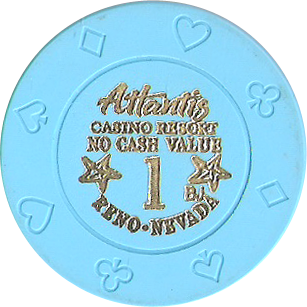 Atlantis
CASINO RESORT
NO CASH VALUE
1
RENO • NEVADA